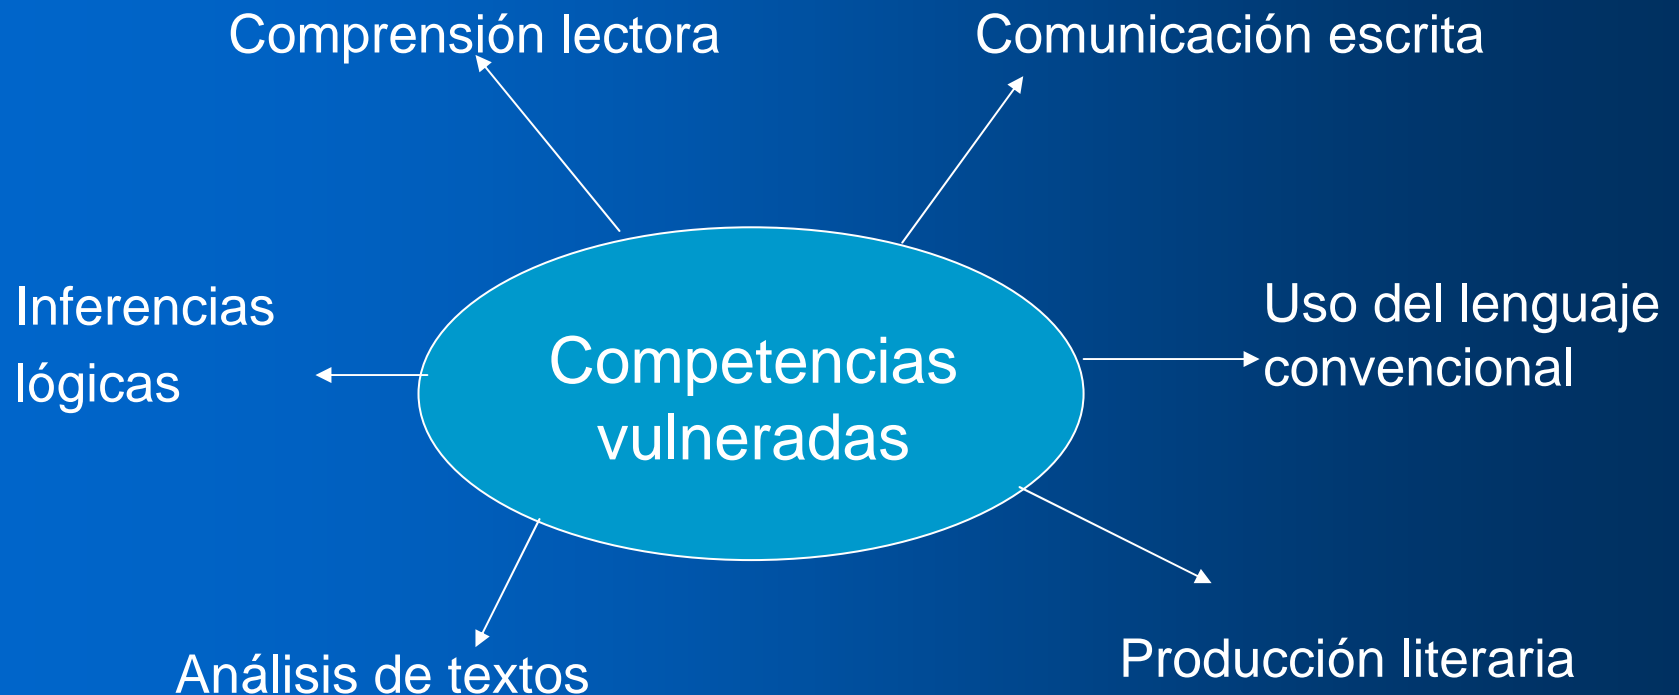 Comprensión lectora
Comunicación escrita
Inferencias
lógicas
Competencias
vulneradas
Uso del lenguaje
convencional
Análisis de textos
Producción literaria